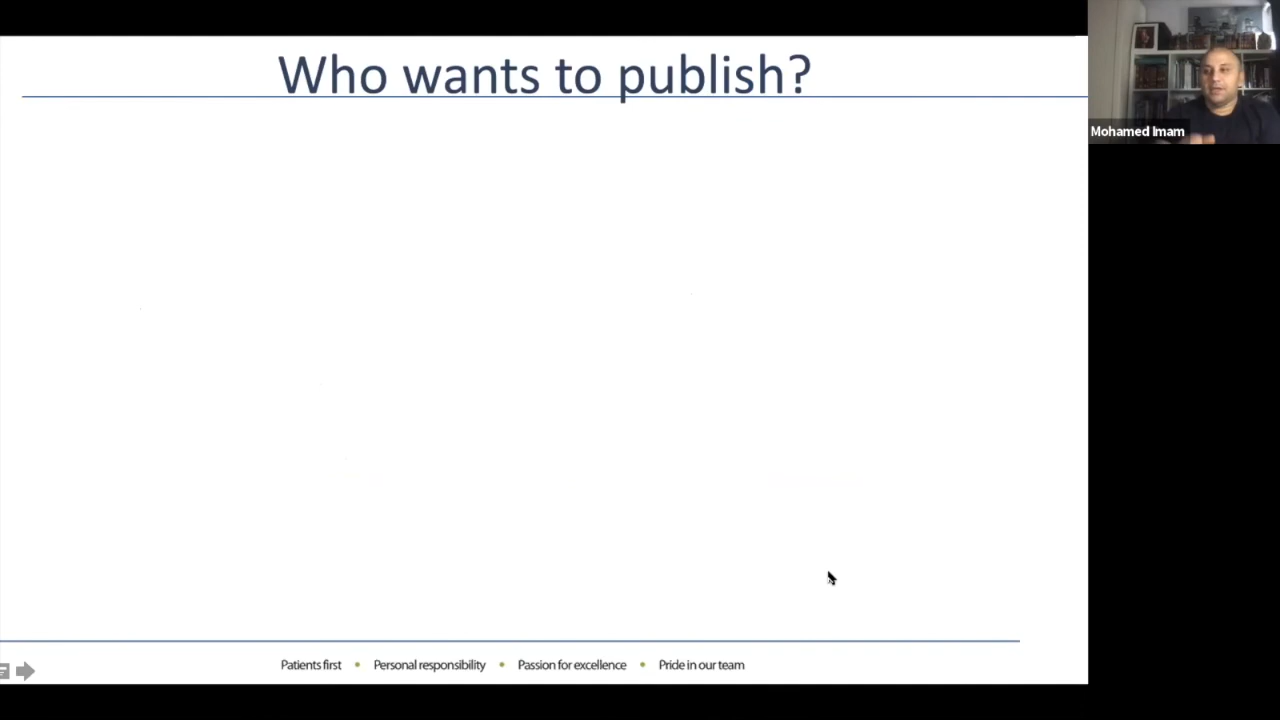 Who wants to publish?
Mohamed Imam
Patients first • Personal responsibility • Passion for excellence • Pride in our team